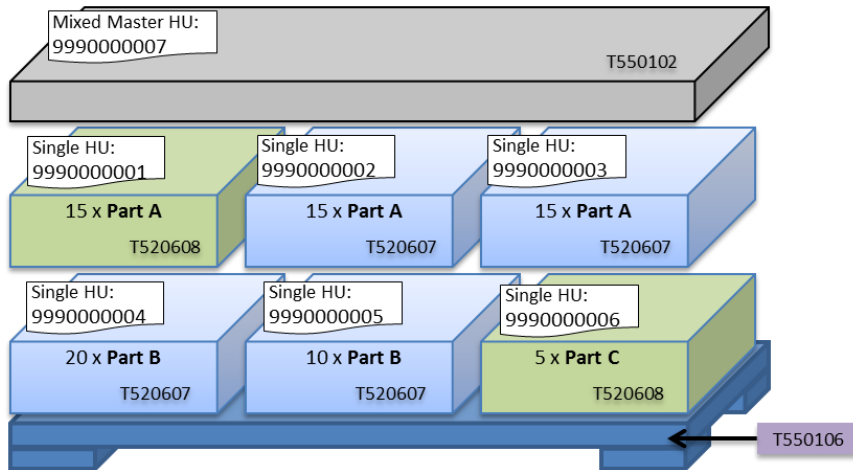 Mixed Master HU:
9990000007
T550102
Single HU:
9990000001
15 x Part A
T520608
Single HU:
9990000002
15 x Part A
T520607
Single HU:
9990000003
15 x Part A
T520607
Single HU:
9990000004
20 x Part B
T520607
Single HU:
9990000005
10 x Part B
T520607
Single HU:
9990000006
5 x Part C
T520608
T550106